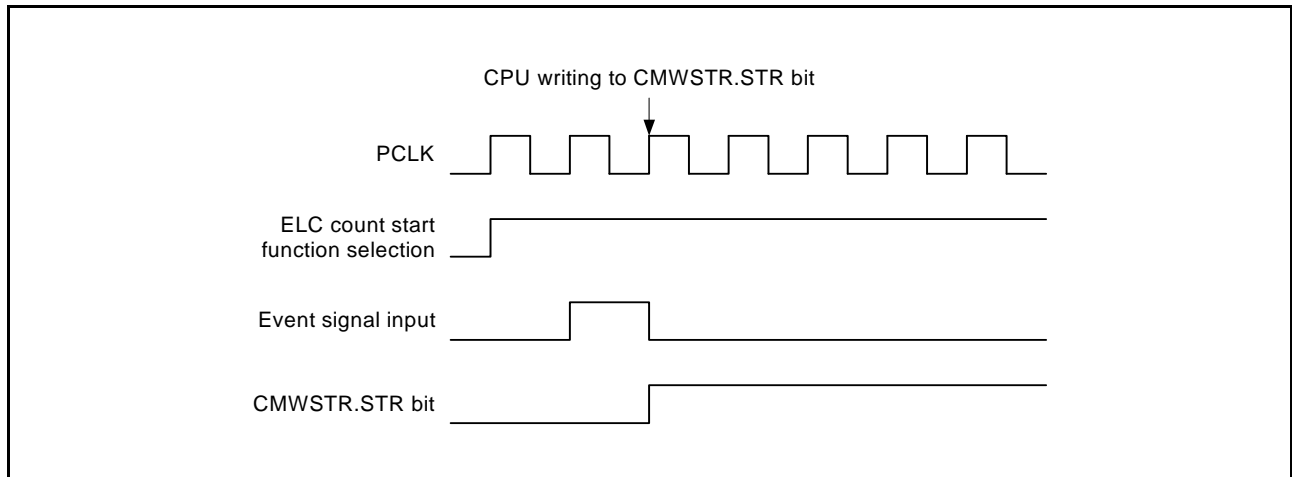 CPU writing to CMWSTR.STR bit
PCLK
ELC count start
function selection
Event signal input
CMWSTR.STR bit